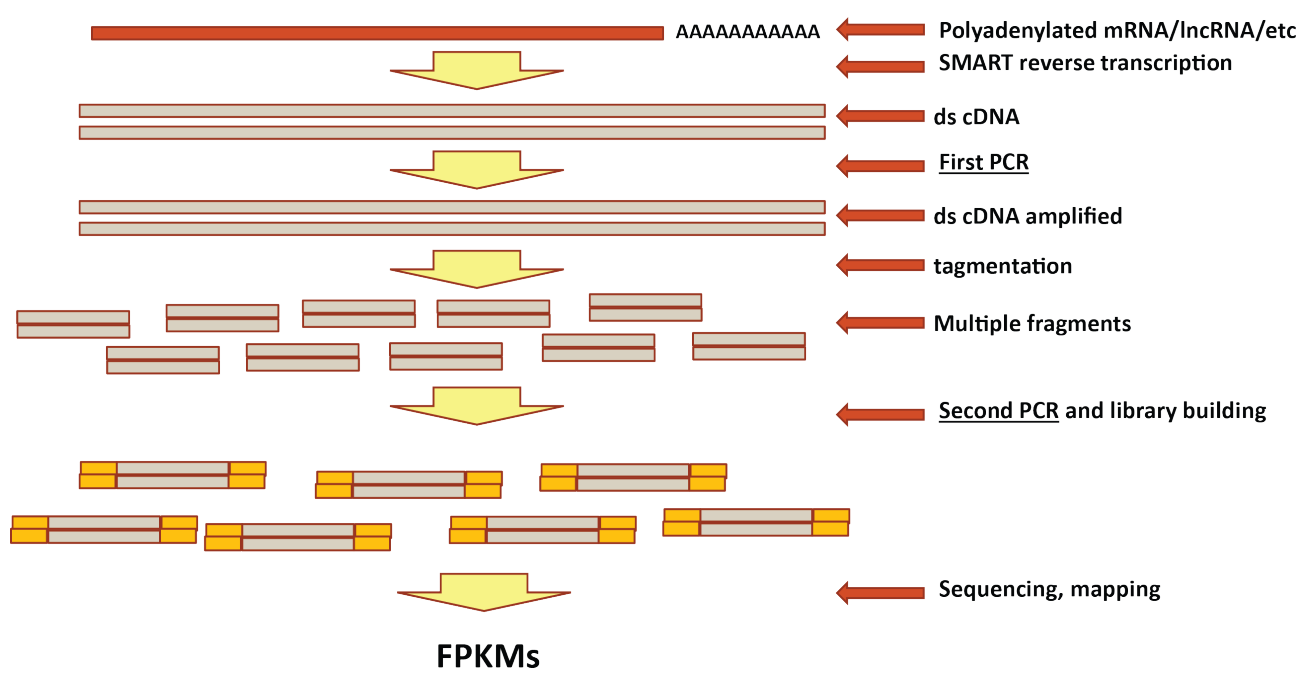 AAAAAAAAAAA
Polyadenylated mRNA/lncRNA/etc
SMART reverse transcription
ds cDNA
First PCR
ds cDNA amplified
tagmentation
Multiple fragments
Second PCR and library building
Sequencing, mapping
FPKMs